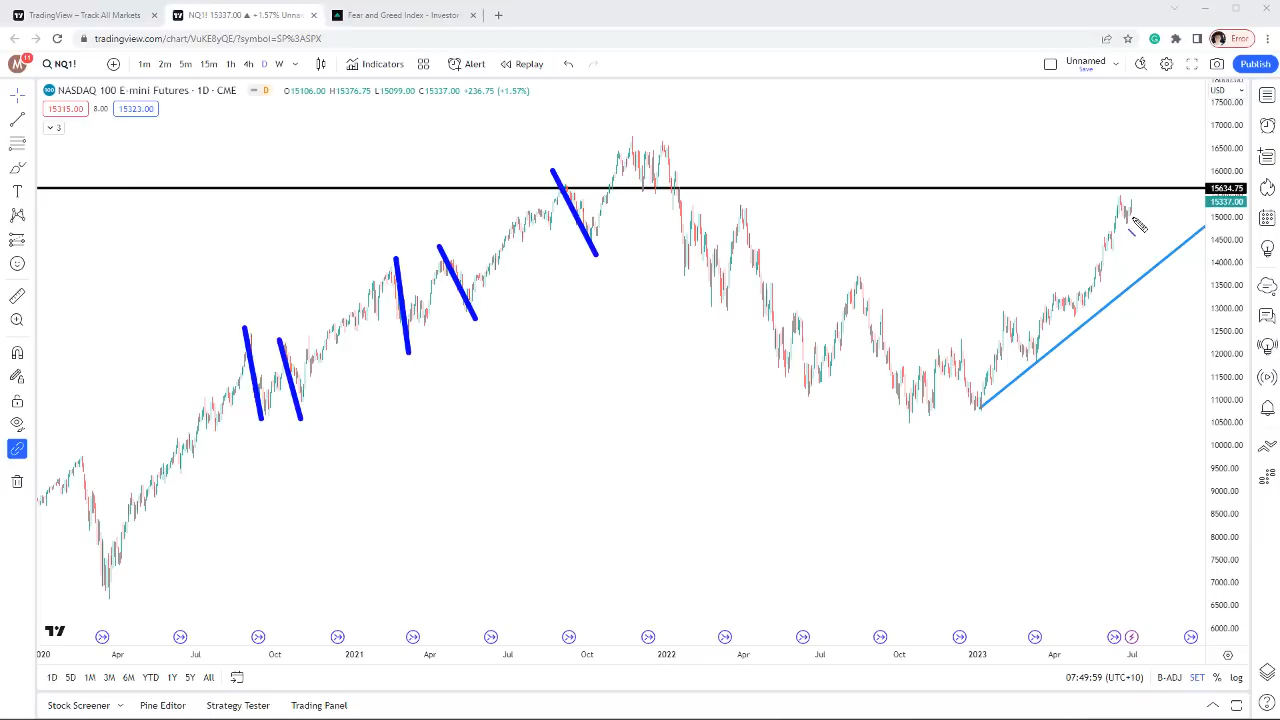 TradingView – Track All Markets
NQ1! 15337.00 ▲ +1.57% Unnar
Fear and Greed Index - Investor
tradingview.com/chart/VuKE8yQE/?symbol=SP%3ASPX
Error
M 11 NQ1! 1m 2m 5m 15m 1h 4h D W Indicators Alert Replay Unnamed Save Publish
NASDAQ 100 E-mini Futures · 1D · CME D O15106.00 H15376.75 L15099.00 C15337.00 +236.75 (+1.57%) USD
15315.00 8.00 15323.00
3
17500.00
17000.00
16500.00
16000.00
15634.75
15337.00
15000.00
14500.00
14000.00
13500.00
13000.00
12500.00
12000.00
11500.00
11000.00
10500.00
10000.00
9500.00
9000.00
8500.00
8000.00
7500.00
7000.00
6500.00
6000.00
Apr Jul Oct 2021 Apr Jul Oct 2022 Apr Jul Oct 2023 Apr Jul
1D 5D 1M 3M 6M YTD 1Y 5Y All 07:49:59 (UTC+10) B-ADJ SET % log
Stock Screener Pine Editor Strategy Tester Trading Panel